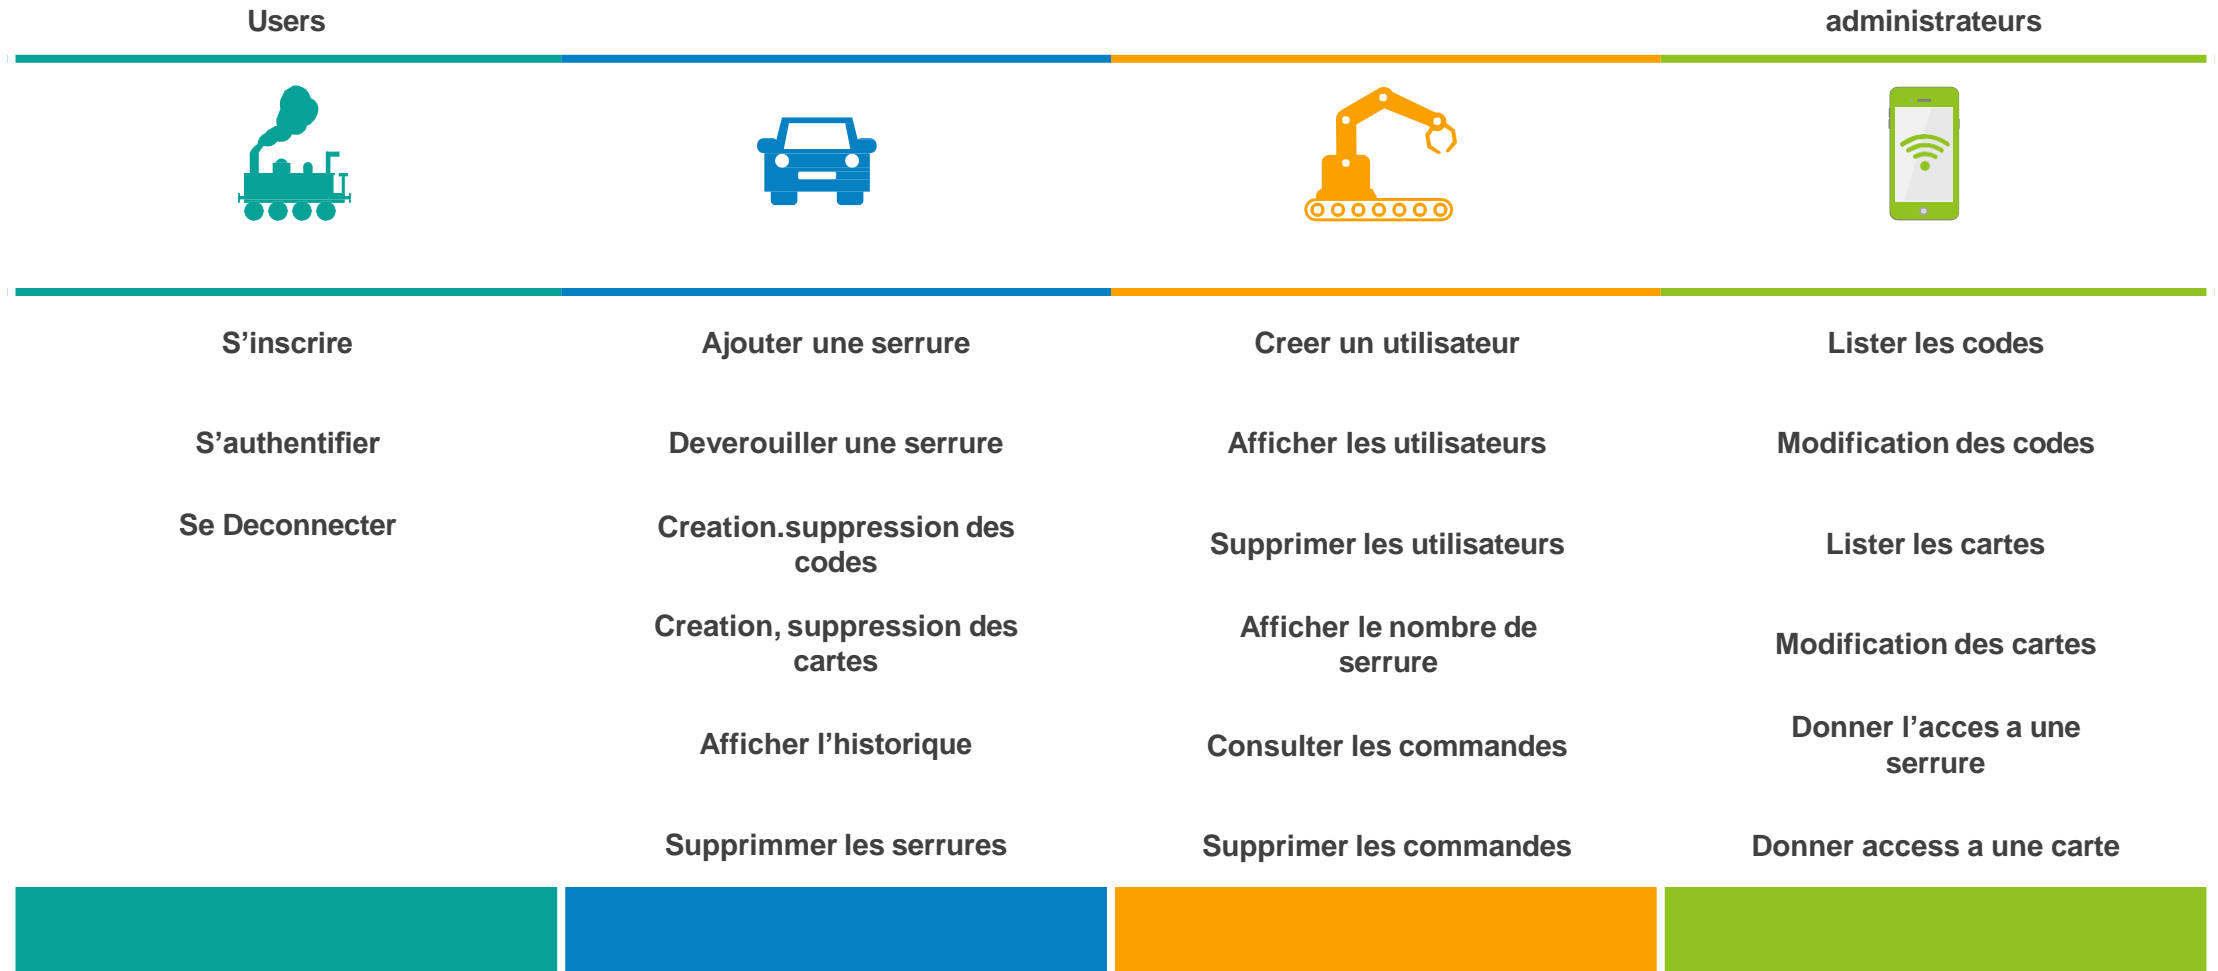 Users
administrateurs
S’inscrire
Ajouter une serrure
Creer un utilisateur
Lister les codes
S’authentifier
Deverouiller une serrure
Afficher les utilisateurs
Modification des codes
Se Deconnecter
Creation.suppression des
codes
Supprimer les utilisateurs
Lister les cartes
Creation, suppression des
cartes
Afficher le nombre de
serrure
Modification des cartes
Afficher l’historique
Consulter les commandes
Donner l’acces a une
serrure
Supprimmer les serrures
Supprimer les commandes
Donner access a une carte